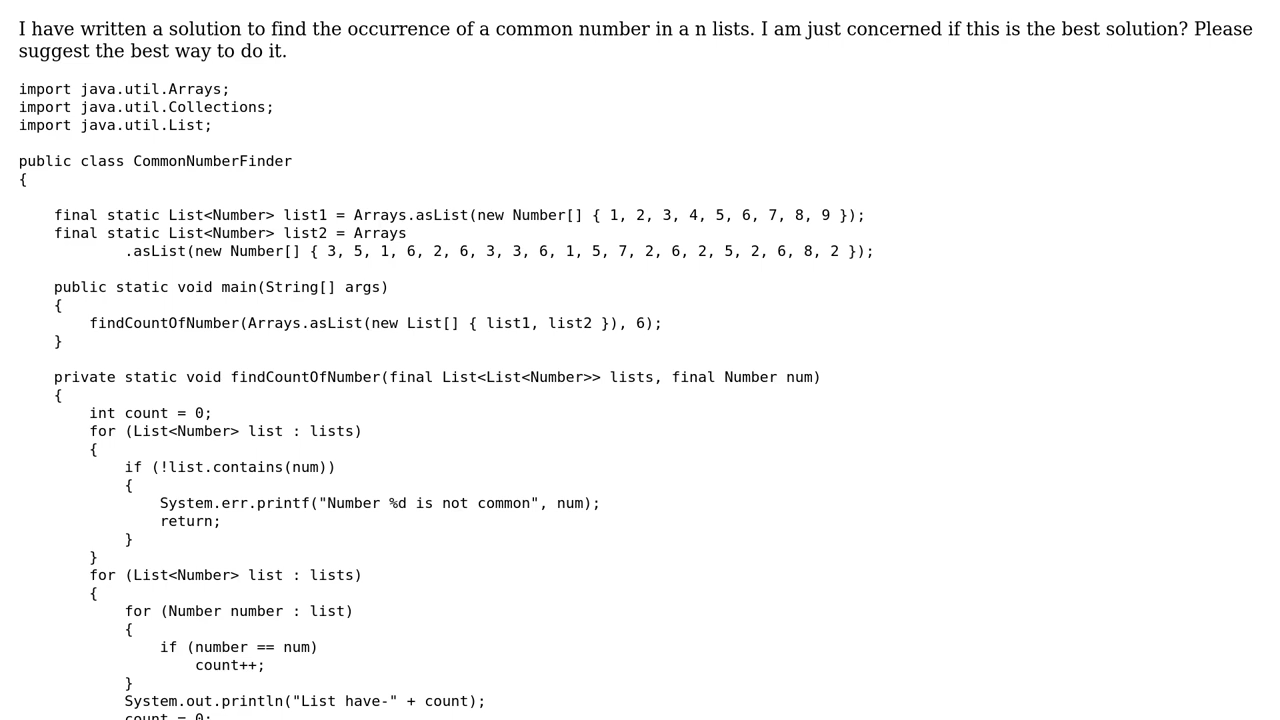 I have written a solution to find the occurrence of a common number in a n lists. I am just concerned if this is the best solution? Please
suggest the best way to do it.
import java.util.Arrays;
import java.util.Collections;
import java.util.List;
public class CommonNumberFinder
{
    final static List<Number> list1 = Arrays.asList(new Number[] { 1, 2, 3, 4, 5, 6, 7, 8, 9 });
    final static List<Number> list2 = Arrays
            .asList(new Number[] { 3, 5, 1, 6, 2, 6, 3, 3, 6, 1, 5, 7, 2, 6, 2, 5, 2, 6, 8, 2 });
    public static void main(String[] args)
    {
        findCountOfNumber(Arrays.asList(new List[] { list1, list2 }), 6);
    }
    private static void findCountOfNumber(final List<List<Number>> lists, final Number num)
    {
        int count = 0;
        for (List<Number> list : lists)
        {
            if (!list.contains(num))
            {
                System.err.printf("Number %d is not common", num);
                return;
            }
        }
        for (List<Number> list : lists)
        {
            for (Number number : list)
            {
                if (number == num)
                    count++;
            }
            System.out.println("List have-" + count);
            count = 0;